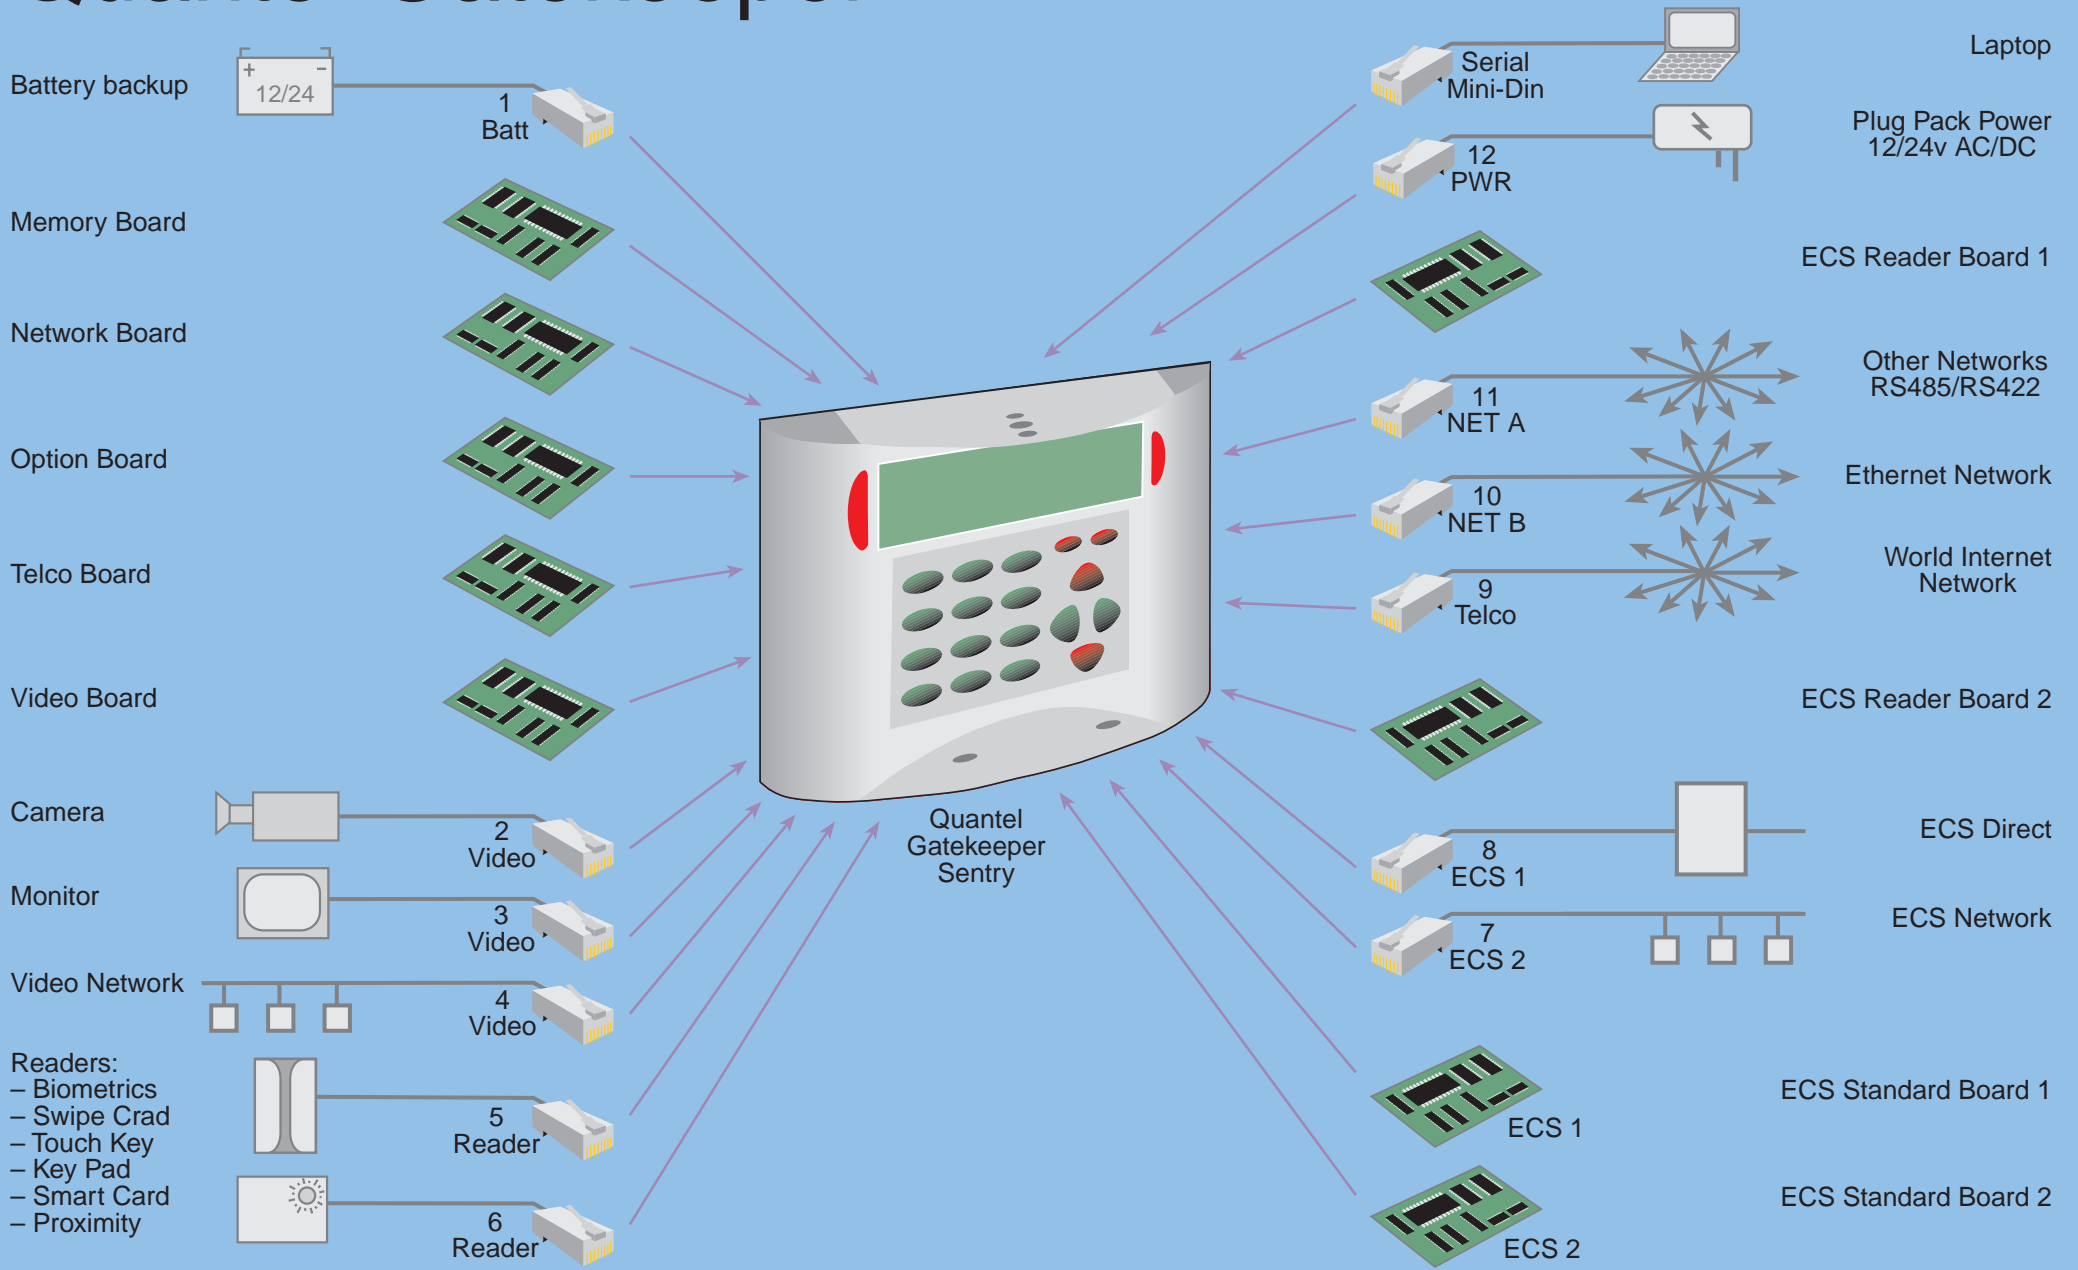 Battery backup
+ -
12/24
1
Batt
Memory Board
Network Board
Option Board
Telco Board
Video Board
Camera
2
Video
Monitor
3
Video
Video Network
4
Video
Readers:
– Biometrics
– Swipe Crad
– Touch Key
– Key Pad
– Smart Card
– Proximity
5
Reader
6
Reader
Quantel
Gatekeeper
Sentry
Serial
Mini-Din
Laptop
12
PWR
Plug Pack Power
12/24v AC/DC
ECS Reader Board 1
11
NET A
Other Networks
RS485/RS422
10
NET B
Ethernet Network
9
Telco
World Internet
Network
ECS Reader Board 2
8
ECS 1
ECS Direct
7
ECS 2
ECS Network
ECS 1
ECS Standard Board 1
ECS 2
ECS Standard Board 2